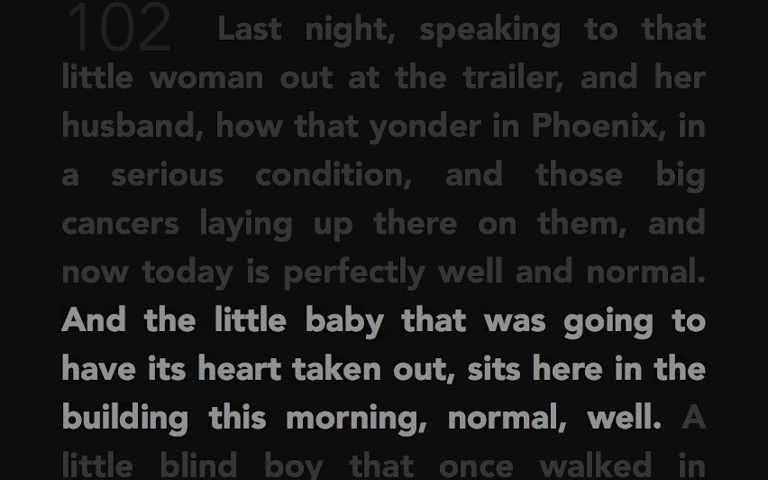 102 Last night, speaking to that
little woman out at the trailer, and her
husband, how that yonder in Phoenix, in
a serious condition, and those big
cancers laying up there on them, and
now today is perfectly well and normal.
And the little baby that was going to
have its heart taken out, sits here in the
building this morning, normal, well. A
little blind boy that once walked in